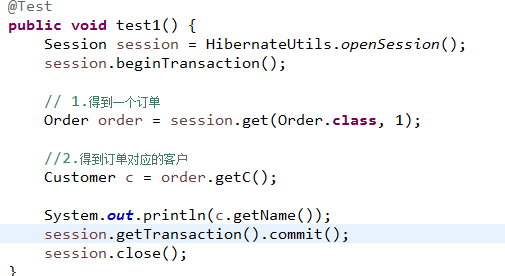 @Test
public void test1() {
Session session = HibernateUtils.openSession();
session.beginTransaction();
// 1.得到一个订单
Order order = session.get(Order.class, 1);
//2.得到订单对应的客户
Customer c = order.getC();
System.out.println(c.getName());
session.getTransaction().commit();
session.close();
}